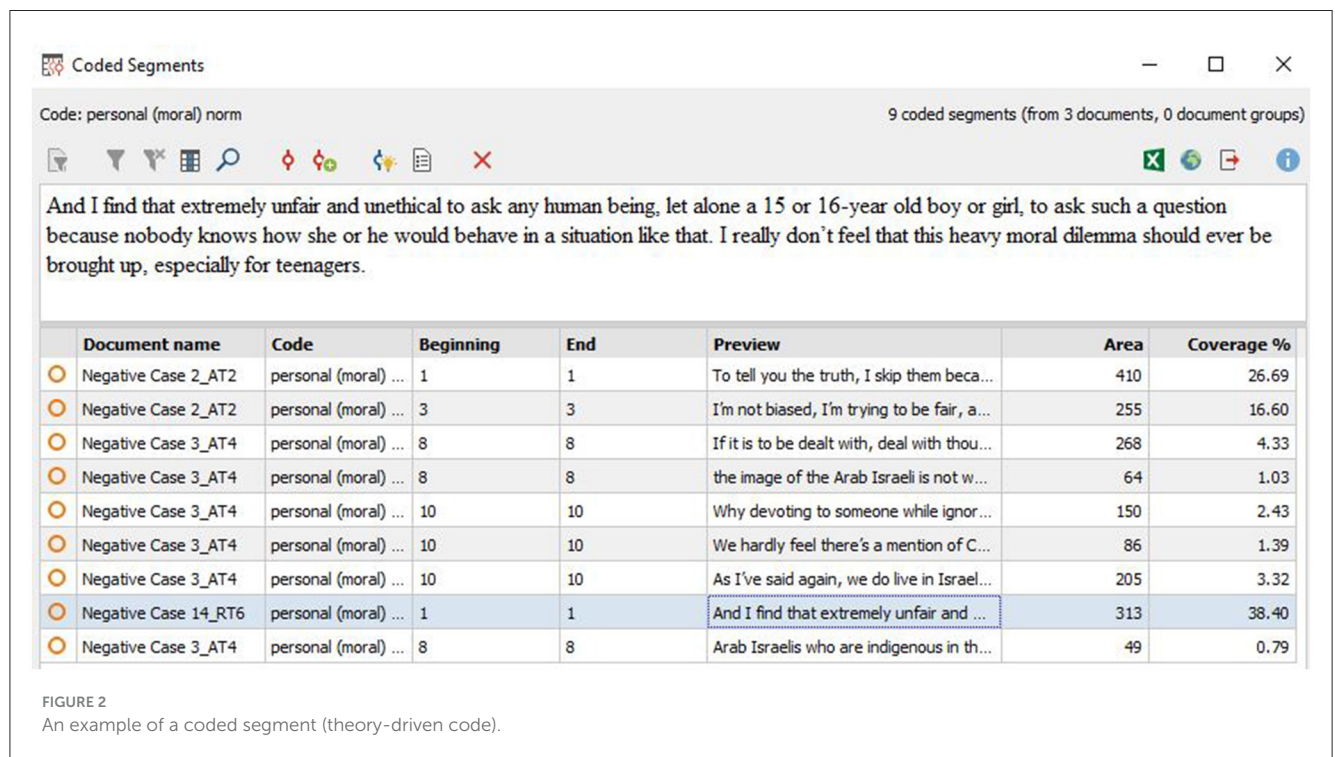 Coded Segments
Code: personal (moral) norm
9 coded segments (from 3 documents, 0 document groups)
And I find that extremely unfair and unethical to ask any human being, let alone a 15 or 16-year old boy or girl, to ask such a question
because nobody knows how she or he would behave in a situation like that. I really don't feel that this heavy moral dilemma should ever be
brought up, especially for teenagers.
Document name Code Beginning End Preview Area Coverage %
Negative Case 2_AT2 personal (moral) ... 1 1 To tell you the truth, I skip them beca... 410 26.69
Negative Case 2_AT2 personal (moral) ... 3 3 I'm not biased, I'm trying to be fair, a... 255 16.60
Negative Case 3_AT4 personal (moral) ... 8 8 If it is to be dealt with, deal with thou... 268 4.33
Negative Case 3_AT4 personal (moral) ... 8 8 the image of the Arab Israeli is not w... 64 1.03
Negative Case 3_AT4 personal (moral) ... 10 10 Why devoting to someone while ignor... 150 2.43
Negative Case 3_AT4 personal (moral) ... 10 10 We hardly feel there's a mention of C... 86 1.39
Negative Case 3_AT4 personal (moral) ... 10 10 As I've said again, we do live in Israel... 205 3.32
Negative Case 14_RT6 personal (moral) ... 1 1 And I find that extremely unfair and ... 313 38.40
Negative Case 3_AT4 personal (moral) ... 8 8 Arab Israelis who are indigenous in th... 49 0.79
FIGURE 2
An example of a coded segment (theory-driven code).